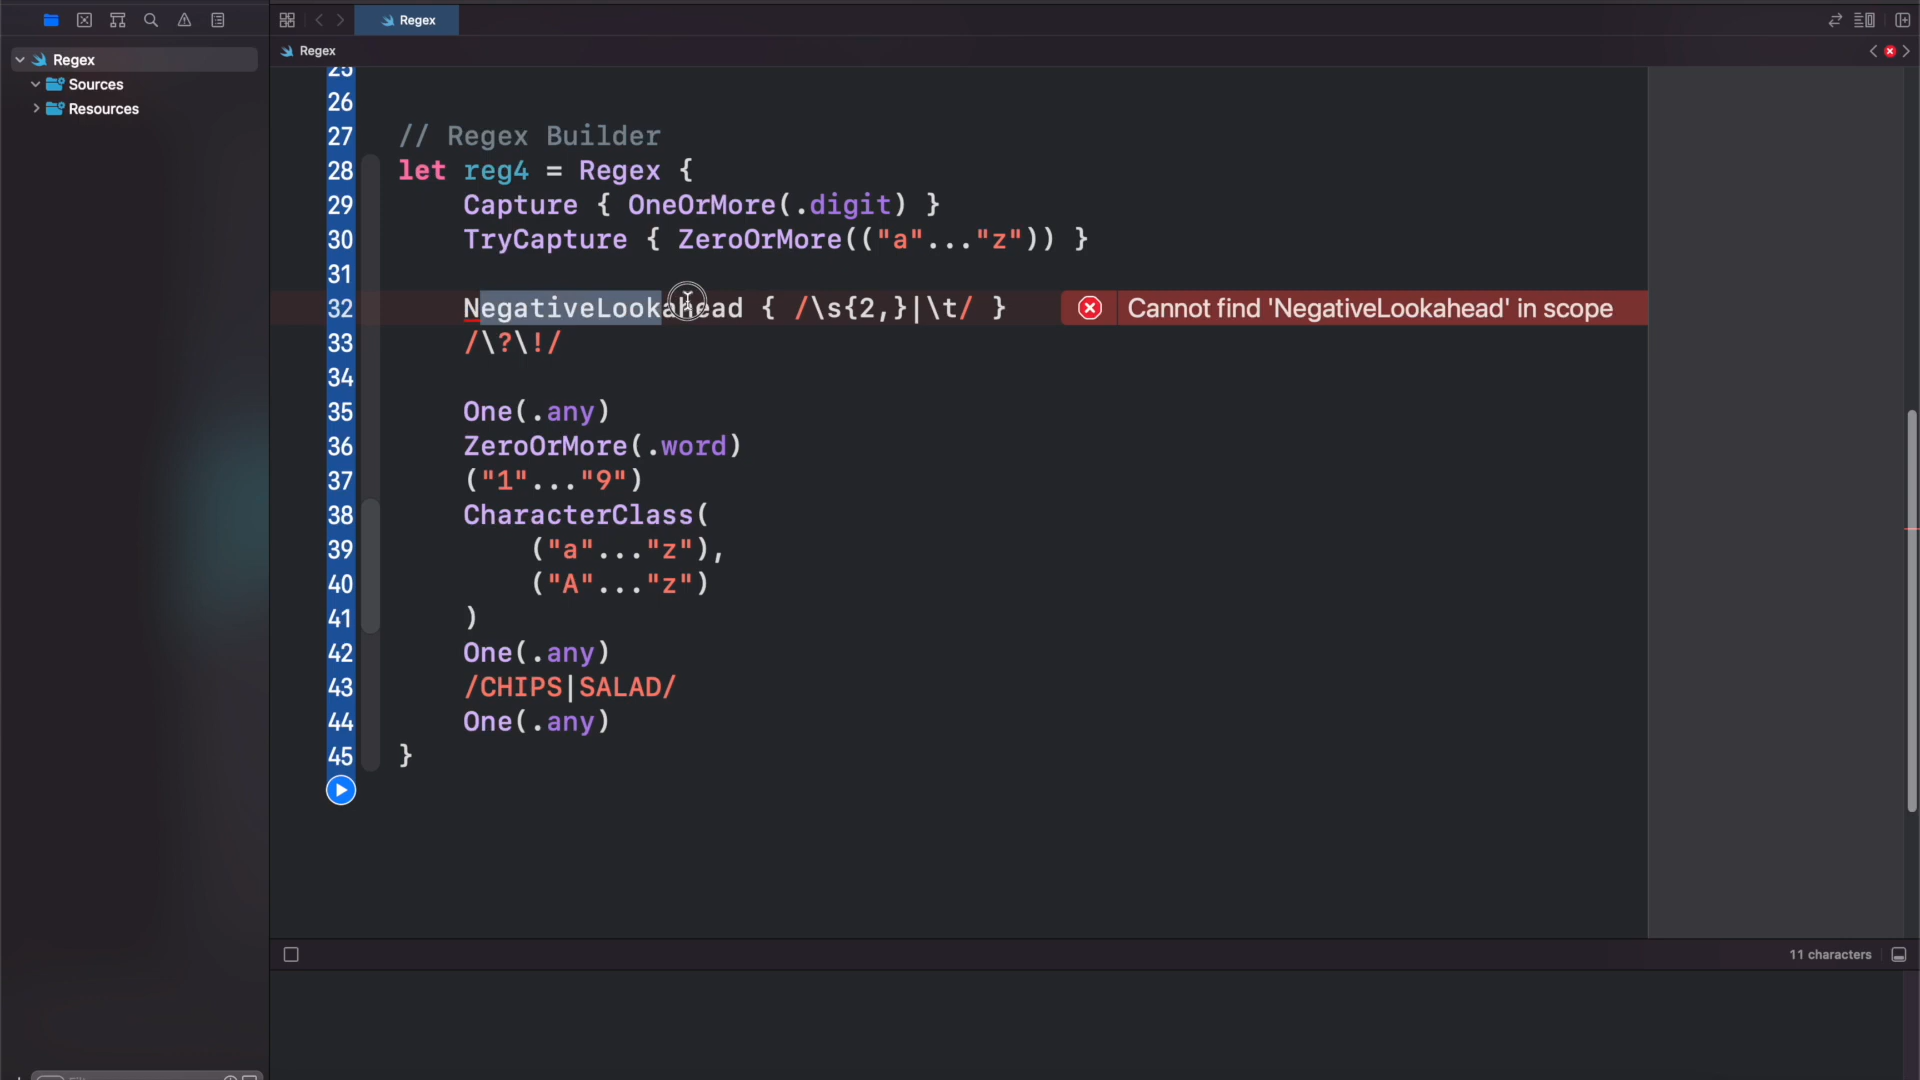 Regex
Regex
Regex
Sources
Resources
25
26
27 // Regex Builder
28 let reg4 = Regex {
29 Capture { OneOrMore(.digit) }
30 TryCapture { ZeroOrMore(("a"..."z")) }
31
32 NegativeLookahead { /\s{2,}|\t/ } Cannot find 'NegativeLookahead' in scope
33 /\?\!/
34
35 One(.any)
36 ZeroOrMore(.word)
37 ("1"..."9")
38 CharacterClass(
39 ("a"..."z"),
40 ("A"..."z")
41 )
42 One(.any)
43 /CHIPS|SALAD/
44 One(.any)
45 }
11 characters